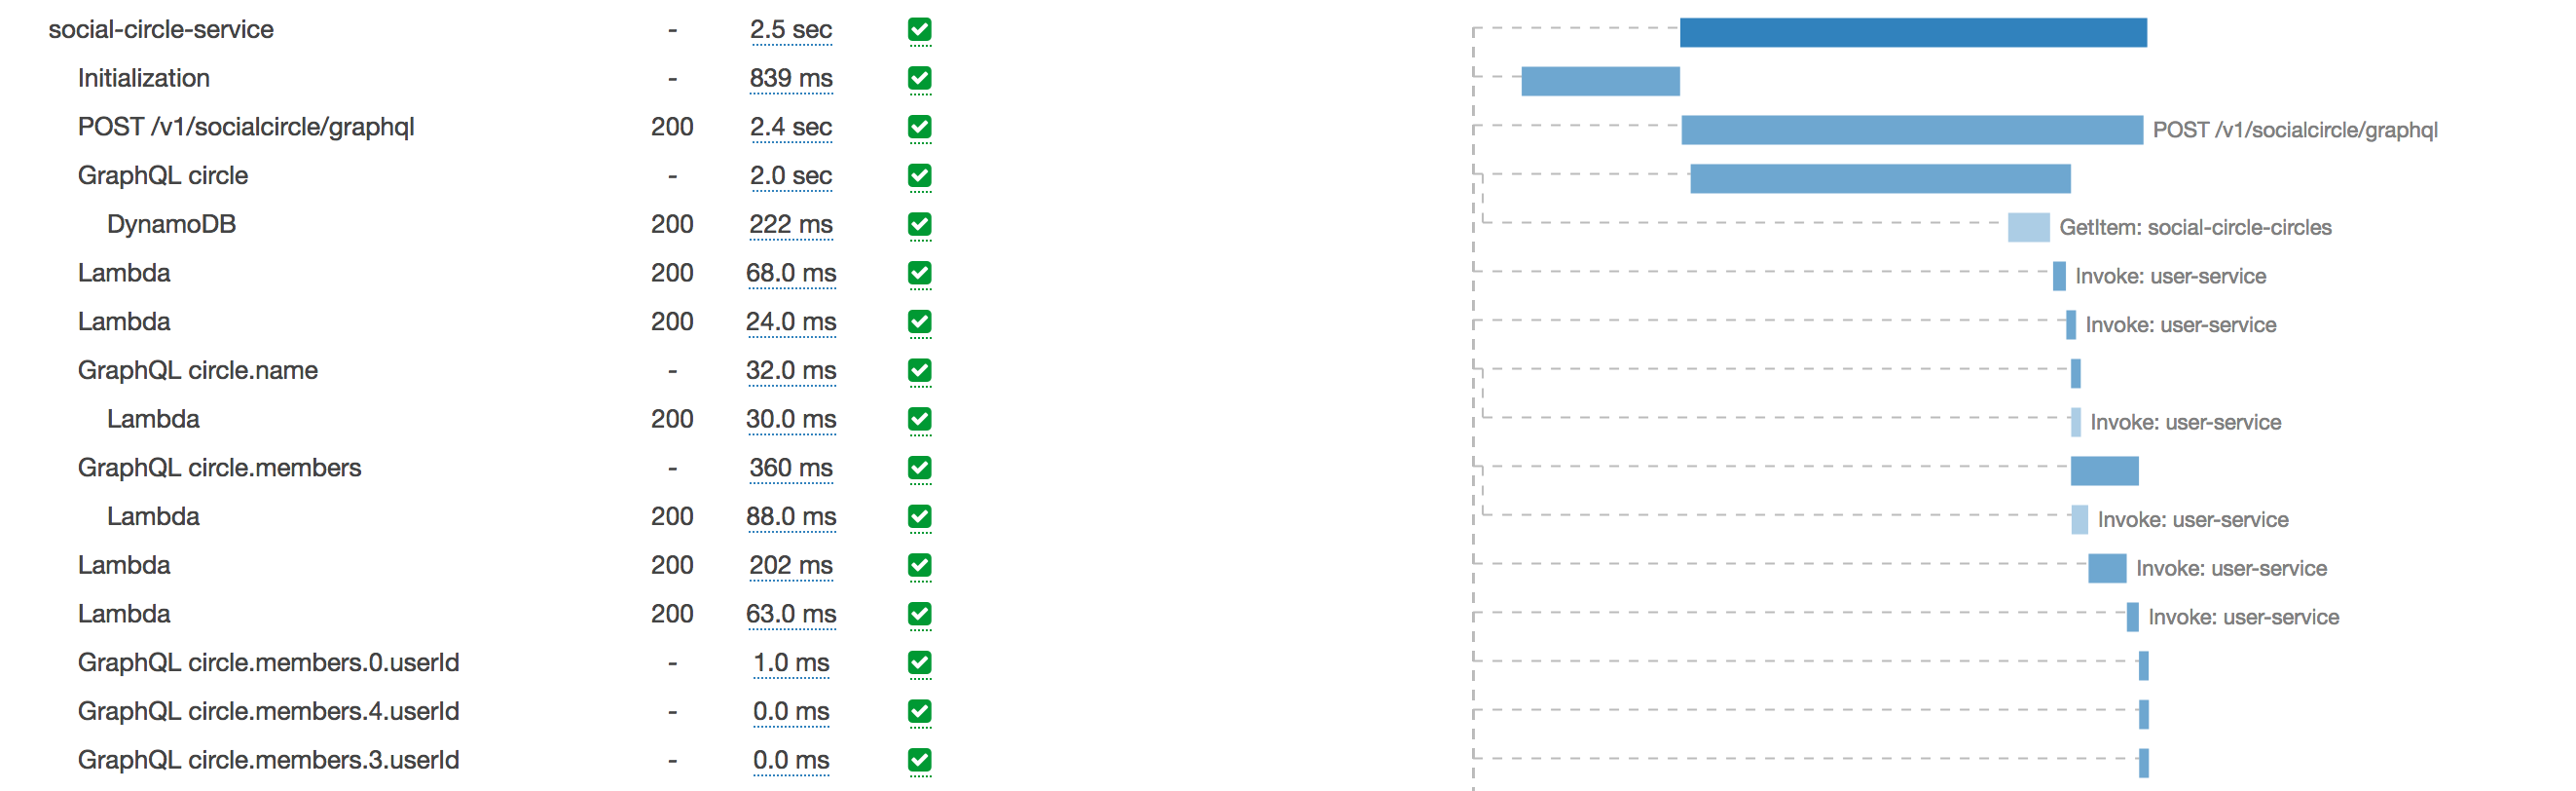 social-circle-service - 2.5 sec
Initialization - 839 ms
POST /v1/socialcircle/graphql 200 2.4 sec POST /v1/socialcircle/graphql
GraphQL circle - 2.0 sec
DynamoDB 200 222 ms GetItem: social-circle-circles
Lambda 200 68.0 ms Invoke: user-service
Lambda 200 24.0 ms Invoke: user-service
GraphQL circle.name - 32.0 ms
Lambda 200 30.0 ms Invoke: user-service
GraphQL circle.members - 360 ms
Lambda 200 88.0 ms Invoke: user-service
Lambda 200 202 ms Invoke: user-service
Lambda 200 63.0 ms Invoke: user-service
GraphQL circle.members.0.userId - 1.0 ms
GraphQL circle.members.4.userId - 0.0 ms
GraphQL circle.members.3.userId - 0.0 ms